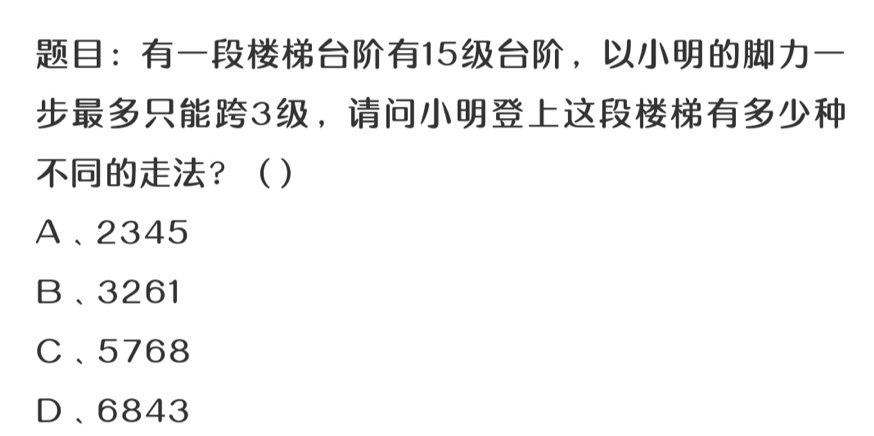 题目：有一段楼梯台阶有15级台阶，以小明的脚力一
步最多只能跨3级，请问小明登上这段楼梯有多少种
不同的走法？（）
A、2345
B、3261
C、5768
D、6843